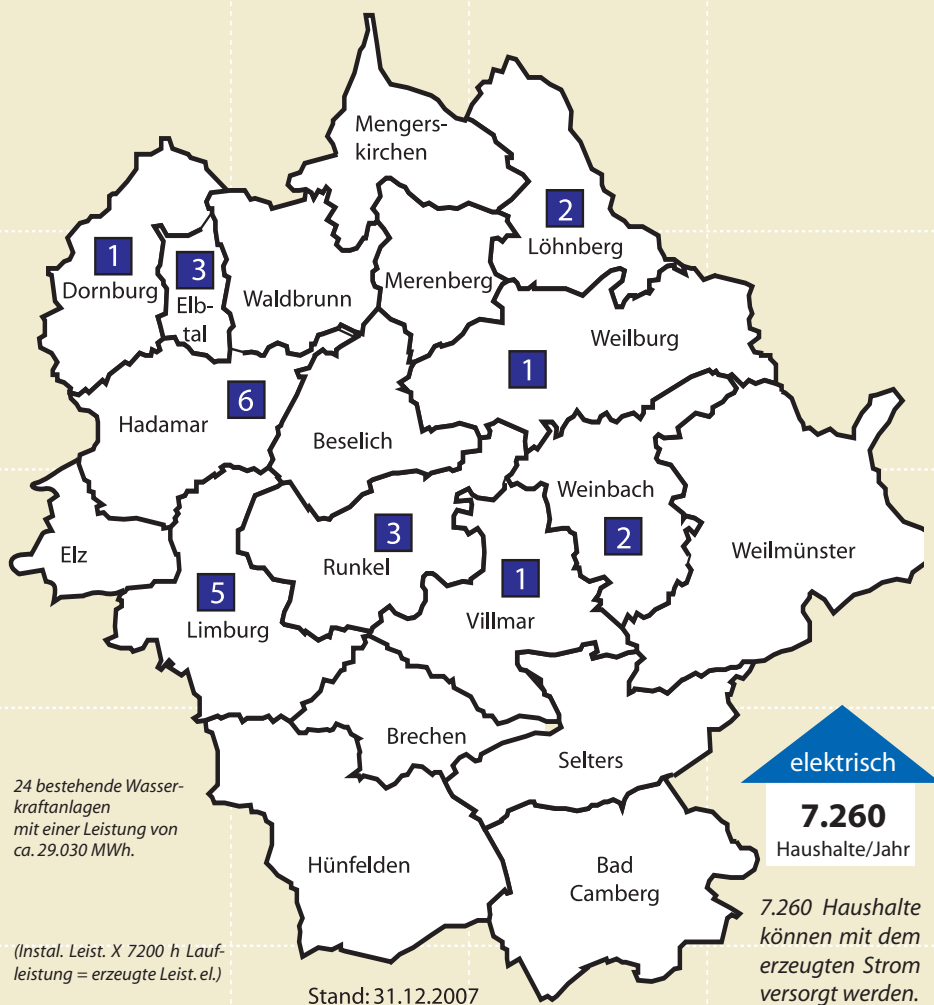 Mengers-
kirchen
2
Löhnberg
1
Dornburg
3
Elb-
tal
Waldbrunn
Merenberg
Weilburg
1
6
Hadamar
Beselich
Weinbach
2
Weilmünster
Elz
3
Runkel
1
Villmar
5
Limburg
Brechen
Selters
Hünfelden
Bad
Camberg
24 bestehende Wasser-
kraftanlagen
mit einer Leistung von
ca. 29.030 MWh.
(Instal. Leist. X 7200 h Lauf-
leistung = erzeugte Leist. el.)
Stand: 31.12.2007
elektrisch
7.260
Haushalte/Jahr
7.260 Haushalte
können mit dem
erzeugten Strom
versorgt werden.